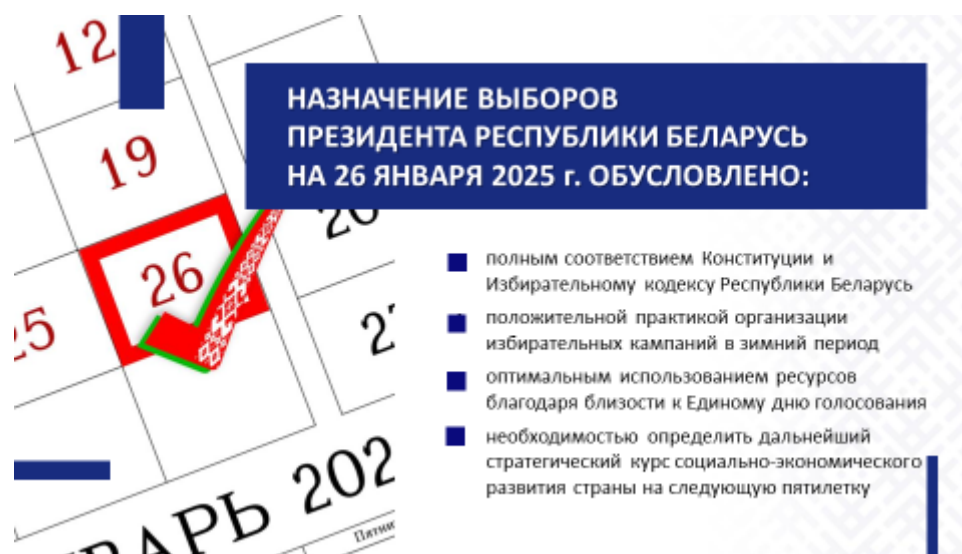 12
19
НАЗНАЧЕНИЕ ВЫБОРОВ
ПРЕЗИДЕНТА РЕСПУБЛИКИ БЕЛАРУСЬ
НА 26 ЯНВАРЯ 2025 г. ОБУСЛОВЛЕНО:
26
полным соответствием Конституции и
Избирательному кодексу Республики Беларусь
положительной практикой организации
избирательных кампаний в зимний период
оптимальным использованием ресурсов
благодаря близости к Единому дню голосования
необходимостью определить дальнейший
стратегический курс социально-экономического
развития страны на следующую пятилетку